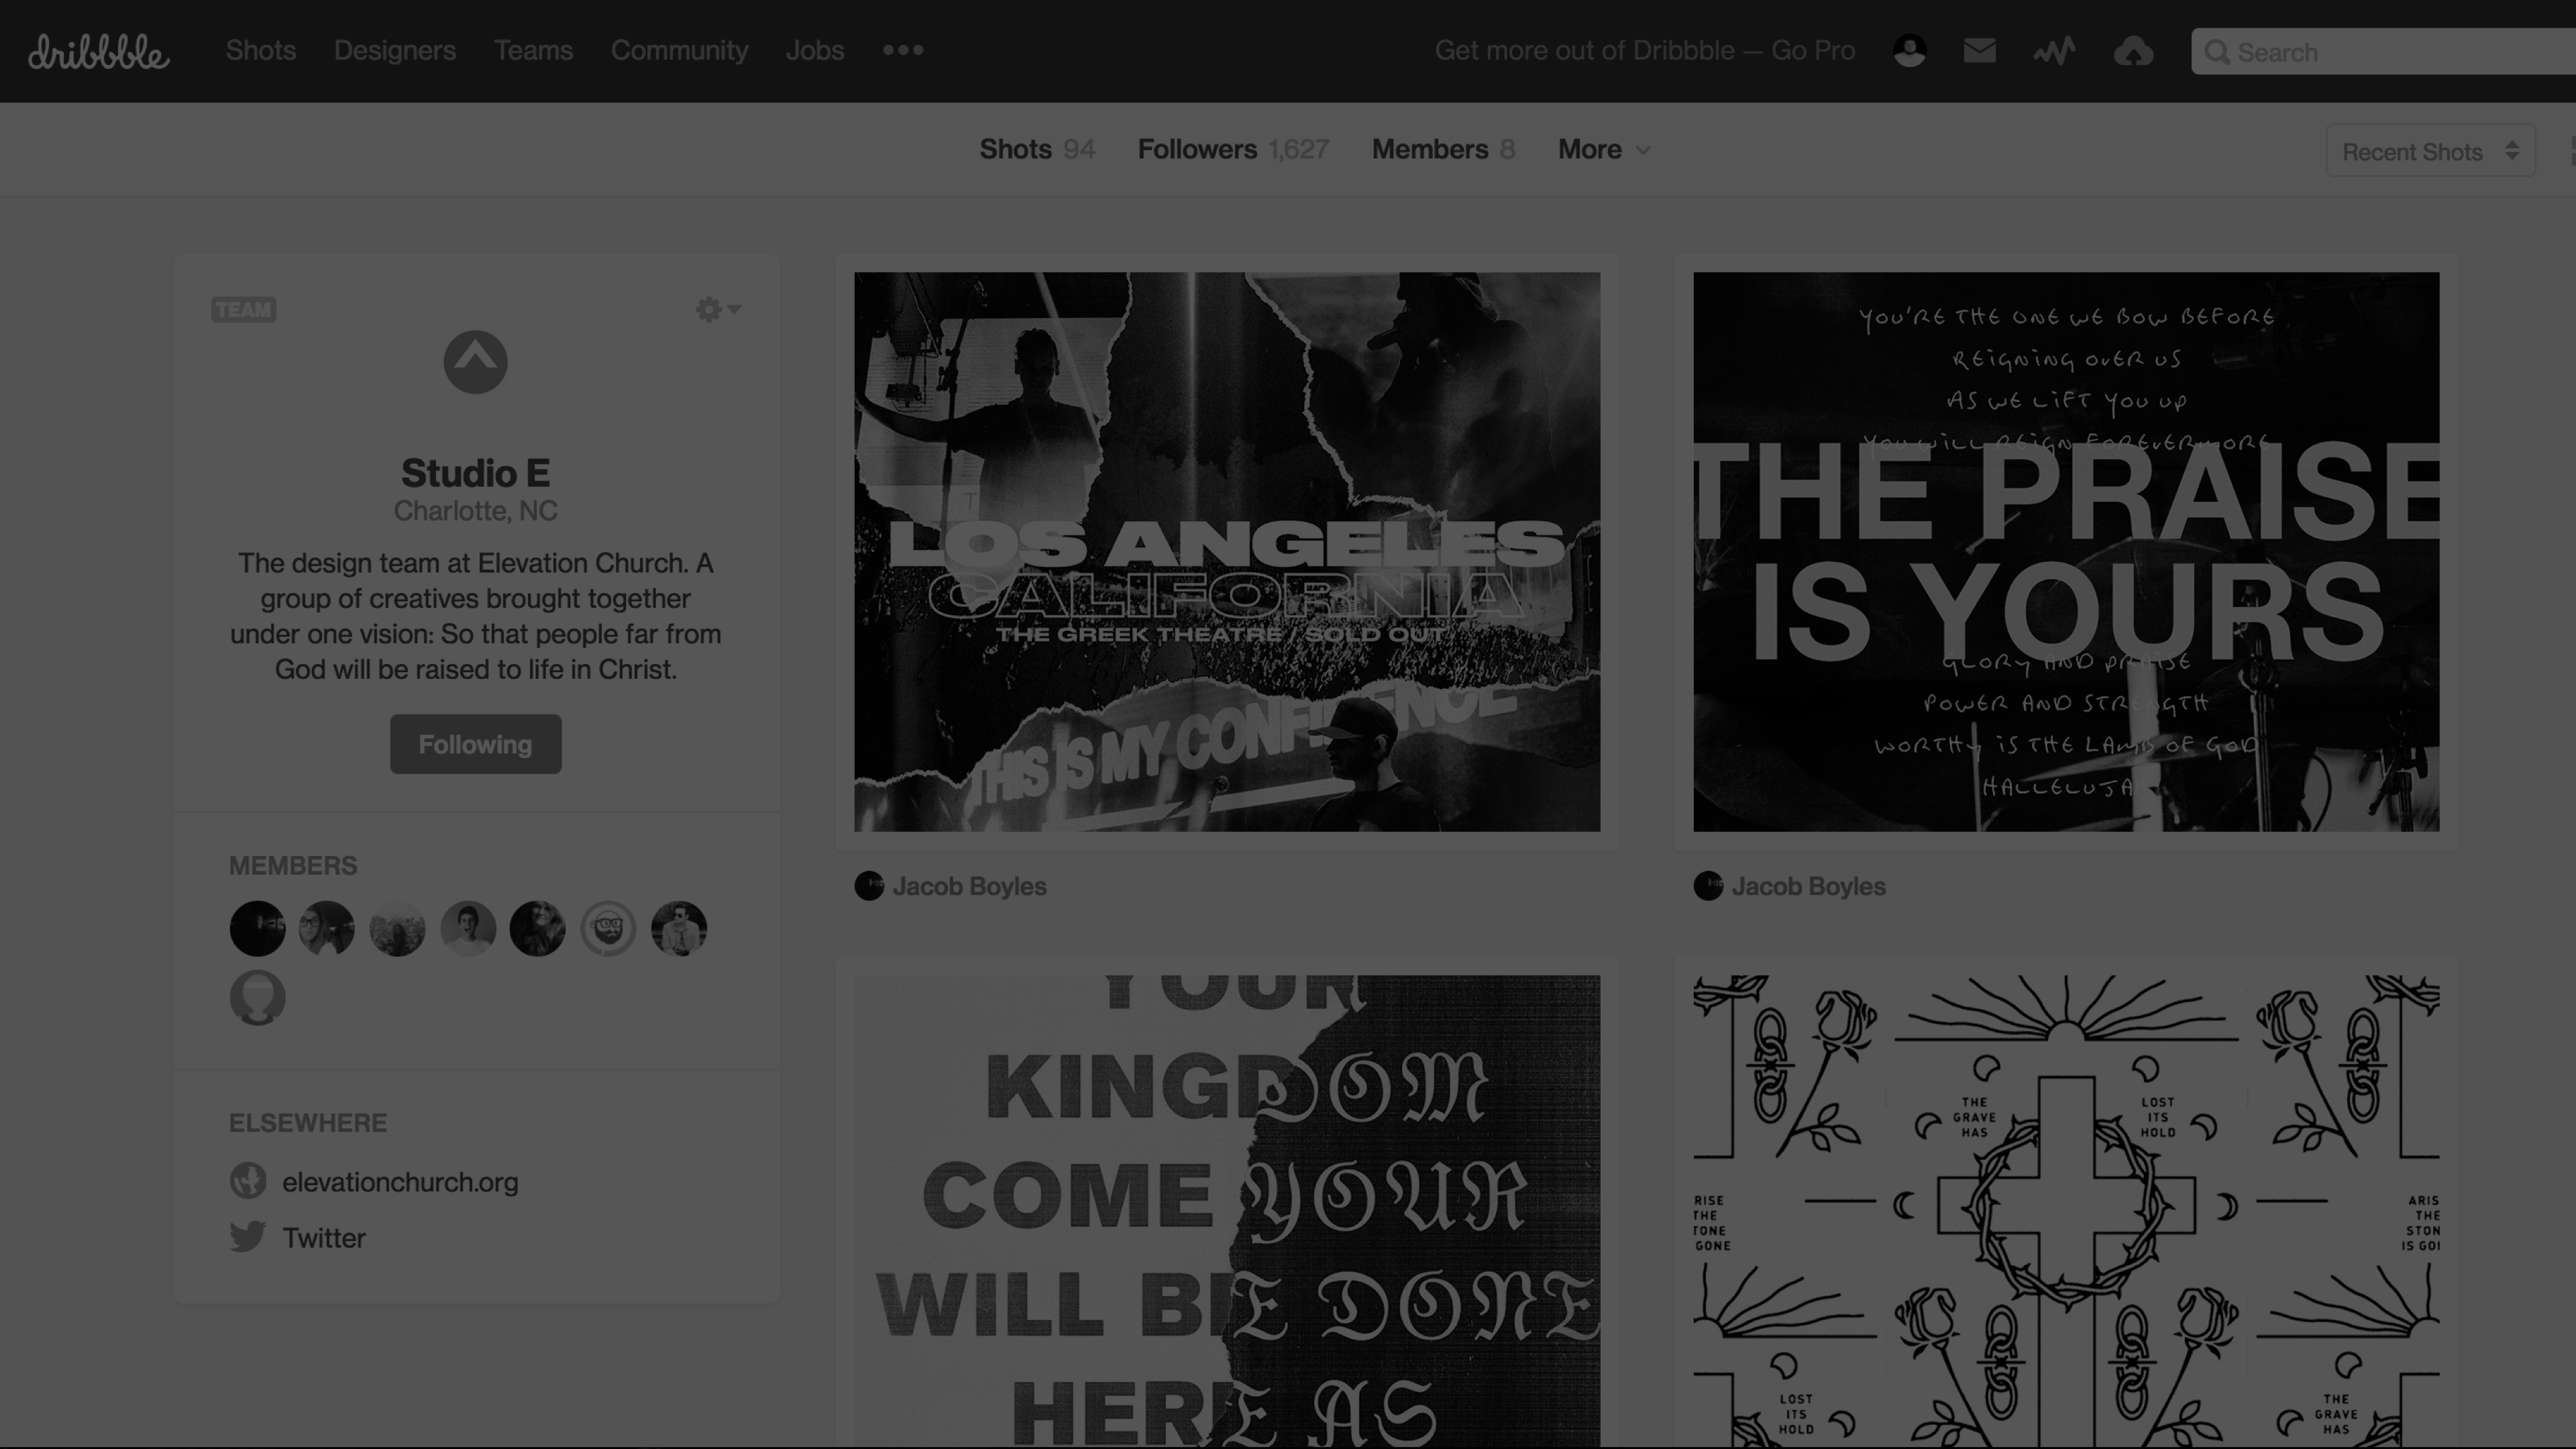 dribbble Shots Designers Teams Community Jobs ••• Get more out of Dribbble — Go Pro Search
Shots 94 Followers 1,627 Members 8 More Recent Shots
TEAM
Studio E
Charlotte, NC
The design team at Elevation Church. A
group of creatives brought together
under one vision: So that people far from
God will be raised to life in Christ.
Following
MEMBERS
ELSEWHERE
elevationchurch.org
Twitter
LOS ANGELES
CALIFORNIA
THE GREEK THEATRE / SOLD OUT
THIS IS MY CONFIDENCE
Jacob Boyles
YOU'RE THE ONE WE BOW BEFORE
REIGNING OVER US
AS WE LIFT YOU UP
YOU WILL REIGN FOREVERMORE
THE PRAISE
IS YOURS
GLORY AND PRAISE
POWER AND STRENGTH
WORTHY IS THE LAMB OF GOD
HALLELUJA
Jacob Boyles
YOUR
KINGDOM
COME YOUR
WILL BE DONE
HERE AS
THE
GRAVE
HAS
LOST
ITS
HOLD
RISE
THE
TONE
GONE
ARIS
THE
STON
IS GOI
LOST
ITS
HOLD
THE
GRAVE
HAS